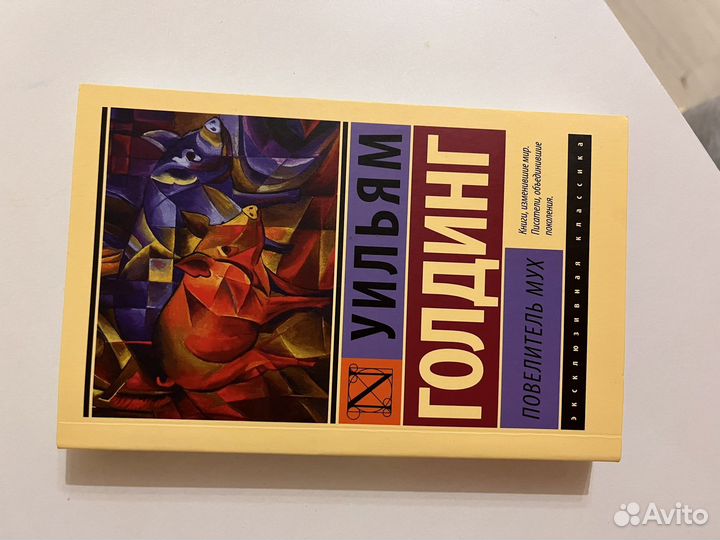 УИЛЬЯМ
ГОЛДИНГ
ПОВЕЛИТЕЛЬ МУХ
Книги, изменившие мир.
Писатели, объединившие
поколения.
эксклюзивная классика
Avito